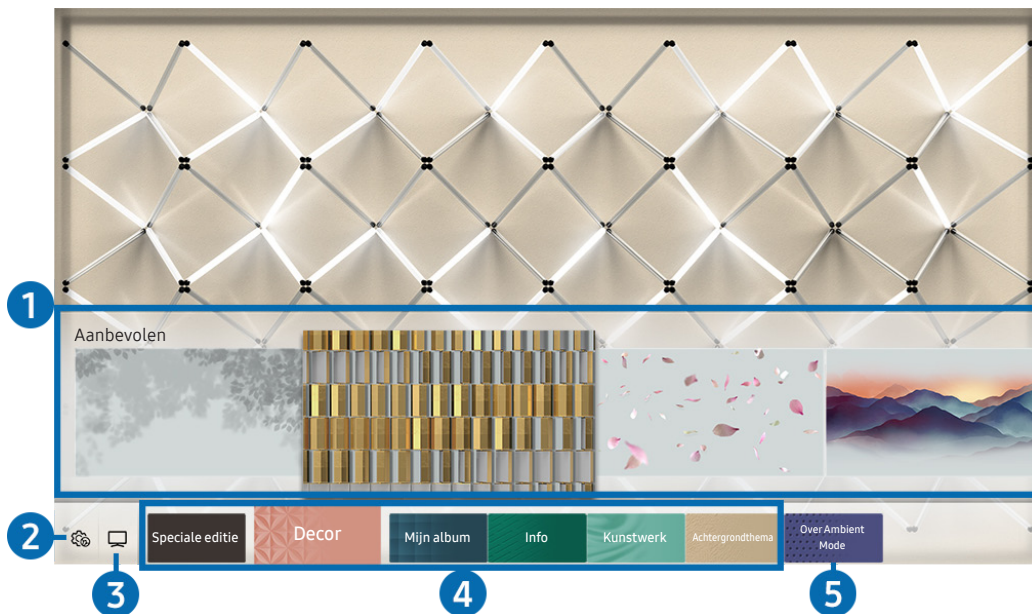 1
Aanbevolen
2
Speciale editie
Decor
Mijn album
Info
Kunstwerk
Achtergrondthema
Over Ambient
Mode
3
4
5